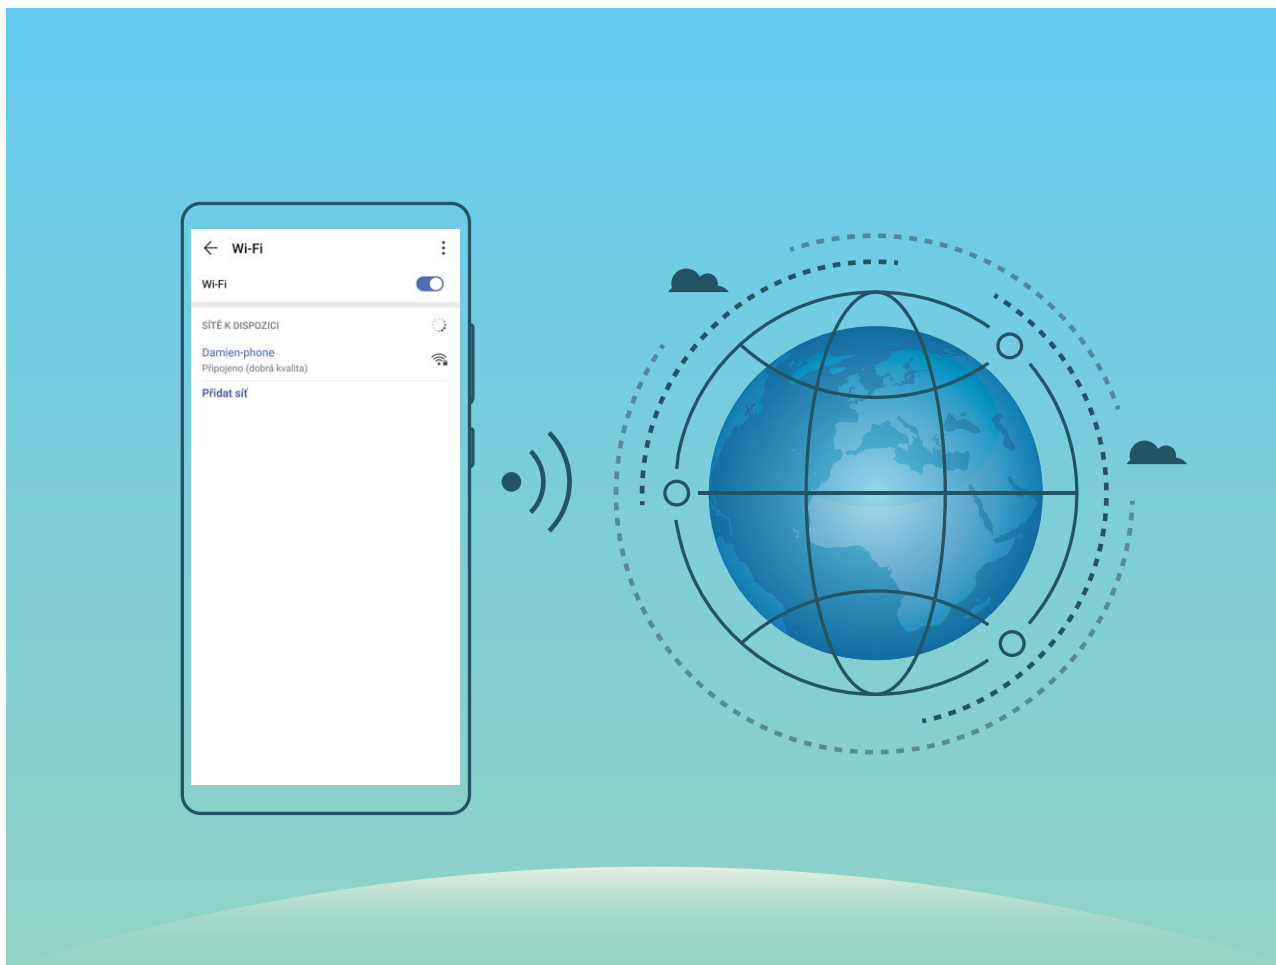 Wi-Fi
Wi-Fi
SÍTĚ K DISPOZICI
Damien-phone
Připojeno (dobrá kvalita)
Přidat síť